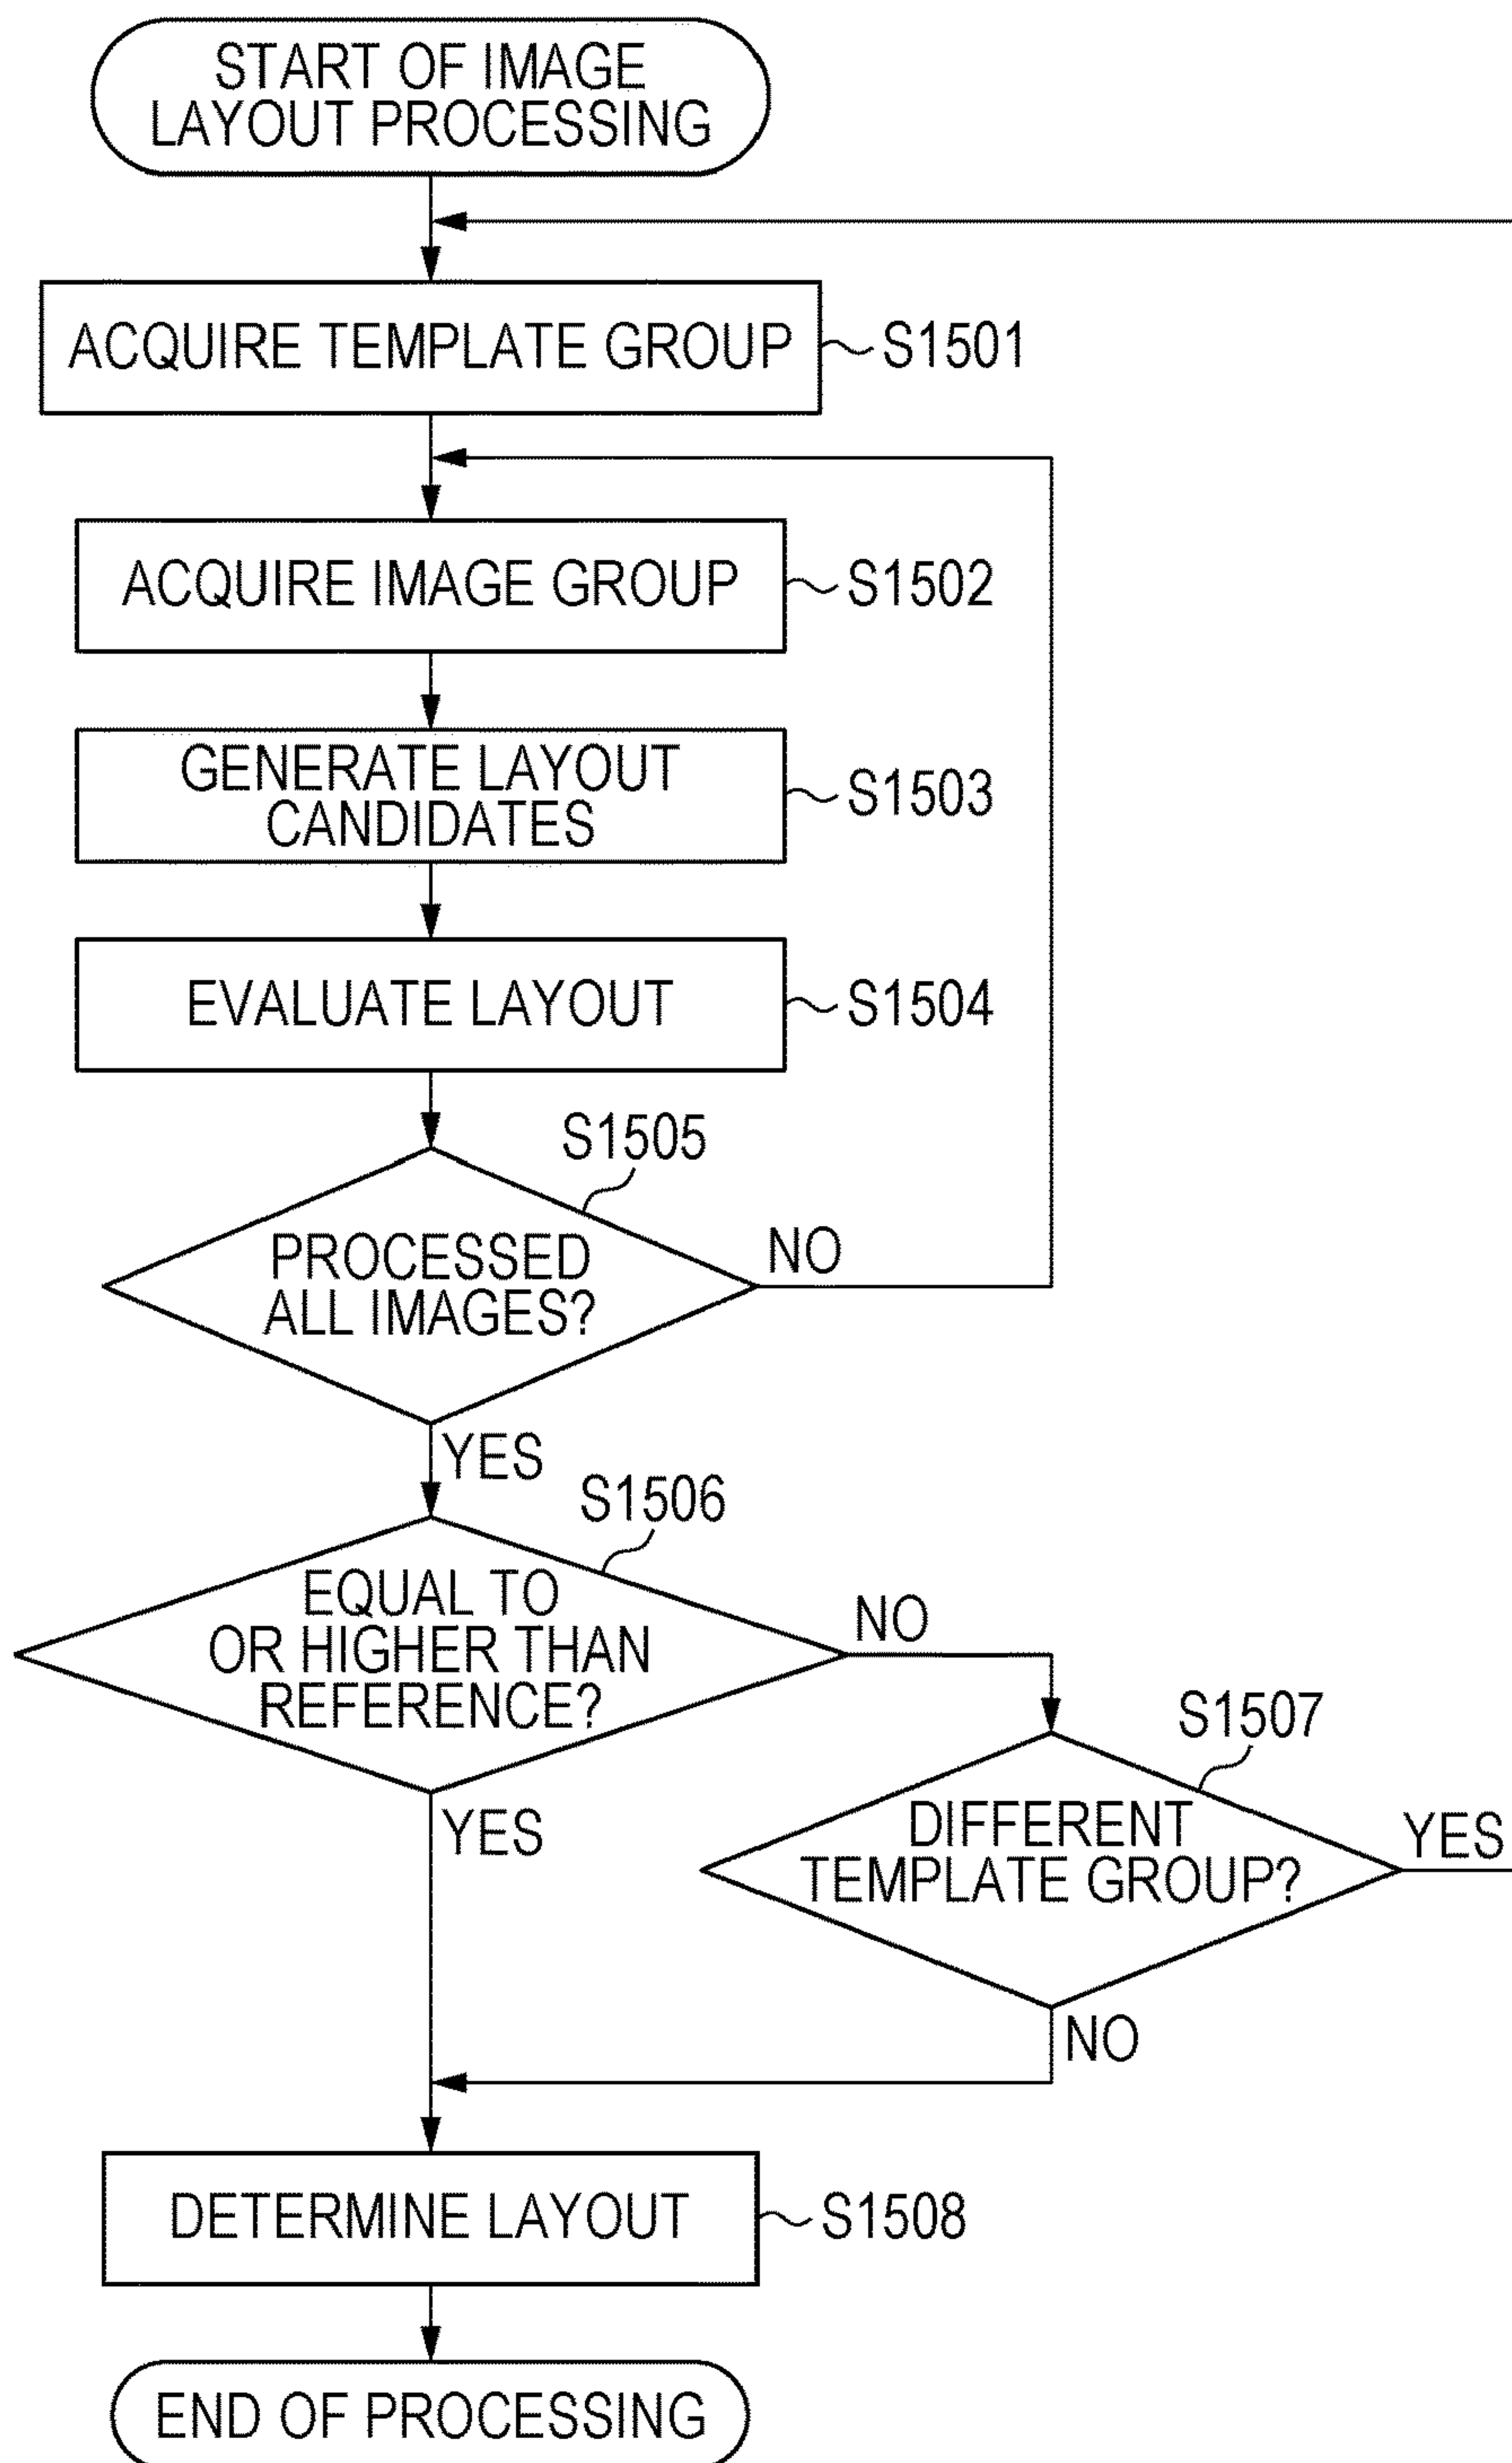 START OF IMAGE
LAYOUT PROCESSING
ACQUIRE TEMPLATE GROUP
S1501
ACQUIRE IMAGE GROUP
S1502
GENERATE LAYOUT
CANDIDATES
S1503
EVALUATE LAYOUT
S1504
S1505
PROCESSED
ALL IMAGES?
NO
YES
S1506
EQUAL TO
OR HIGHER THAN
REFERENCE?
NO
YES
S1507
DIFFERENT
TEMPLATE GROUP?
YES
NO
DETERMINE LAYOUT
S1508
END OF PROCESSING